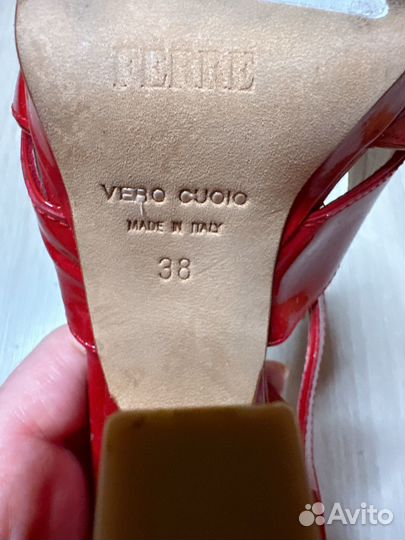 FERRE
VERO CUOIO
MADE IN ITALY
38
Avito